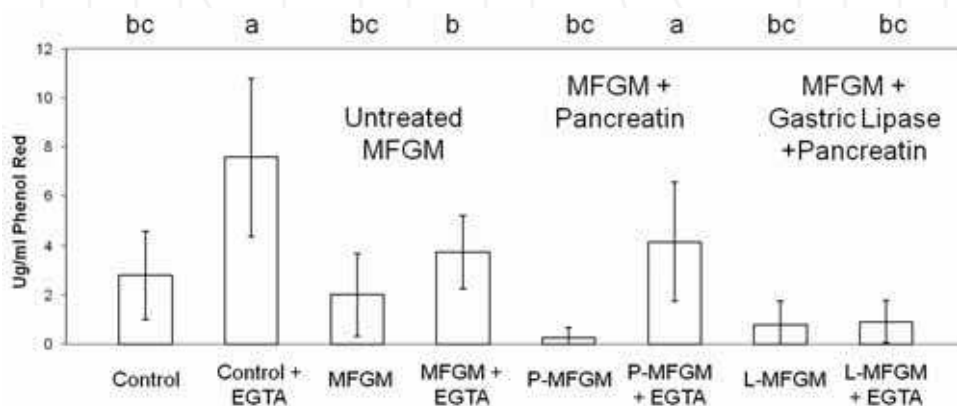 bc a bc b bc a bc bc
12
10
8
6
4
2
0
Ug/ml Phenol Red
Untreated
MFGM
MFGM +
Pancreatin
MFGM +
Gastric Lipase
+Pancreatin
Control
Control +
EGTA
MFGM
MFGM +
EGTA
P-MFGM
P-MFGM
+ EGTA
L-MFGM
L-MFGM
+ EGTA